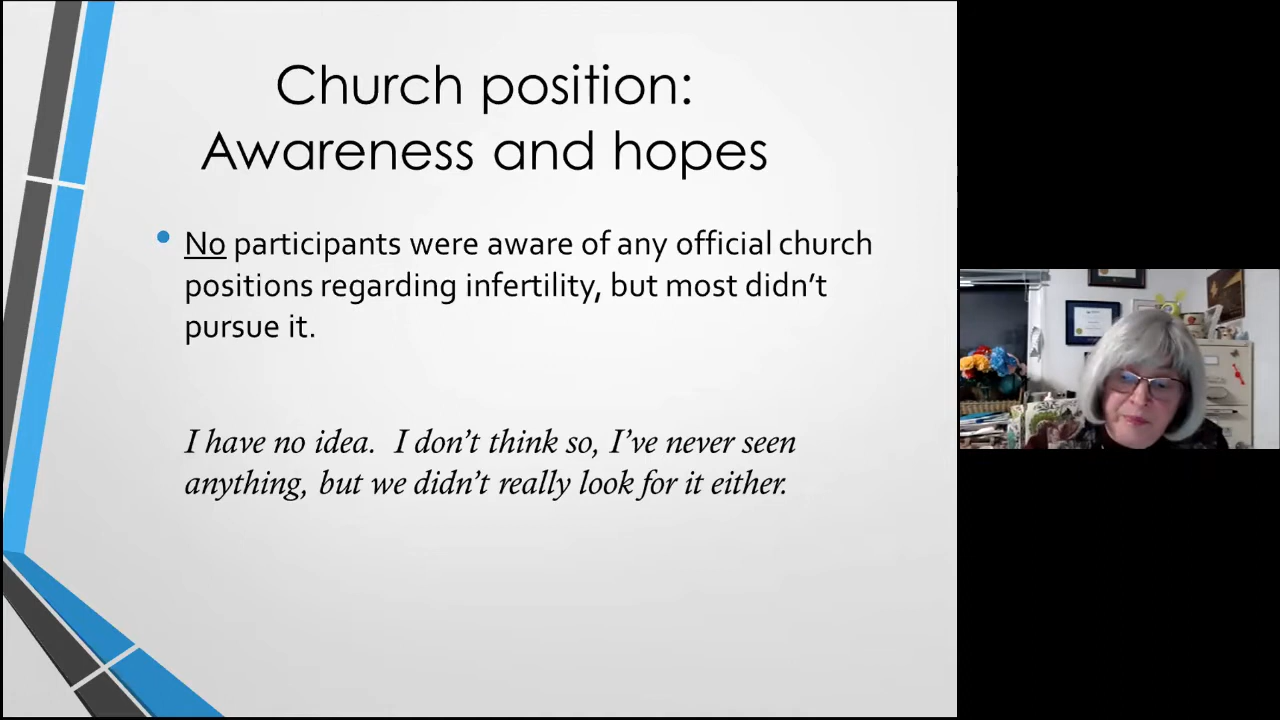 Church position:
Awareness and hopes
No participants were aware of any official church
positions regarding infertility, but most didn’t
pursue it.
I have no idea.  I don’t think so, I’ve never seen
anything, but we didn’t really look for it either.